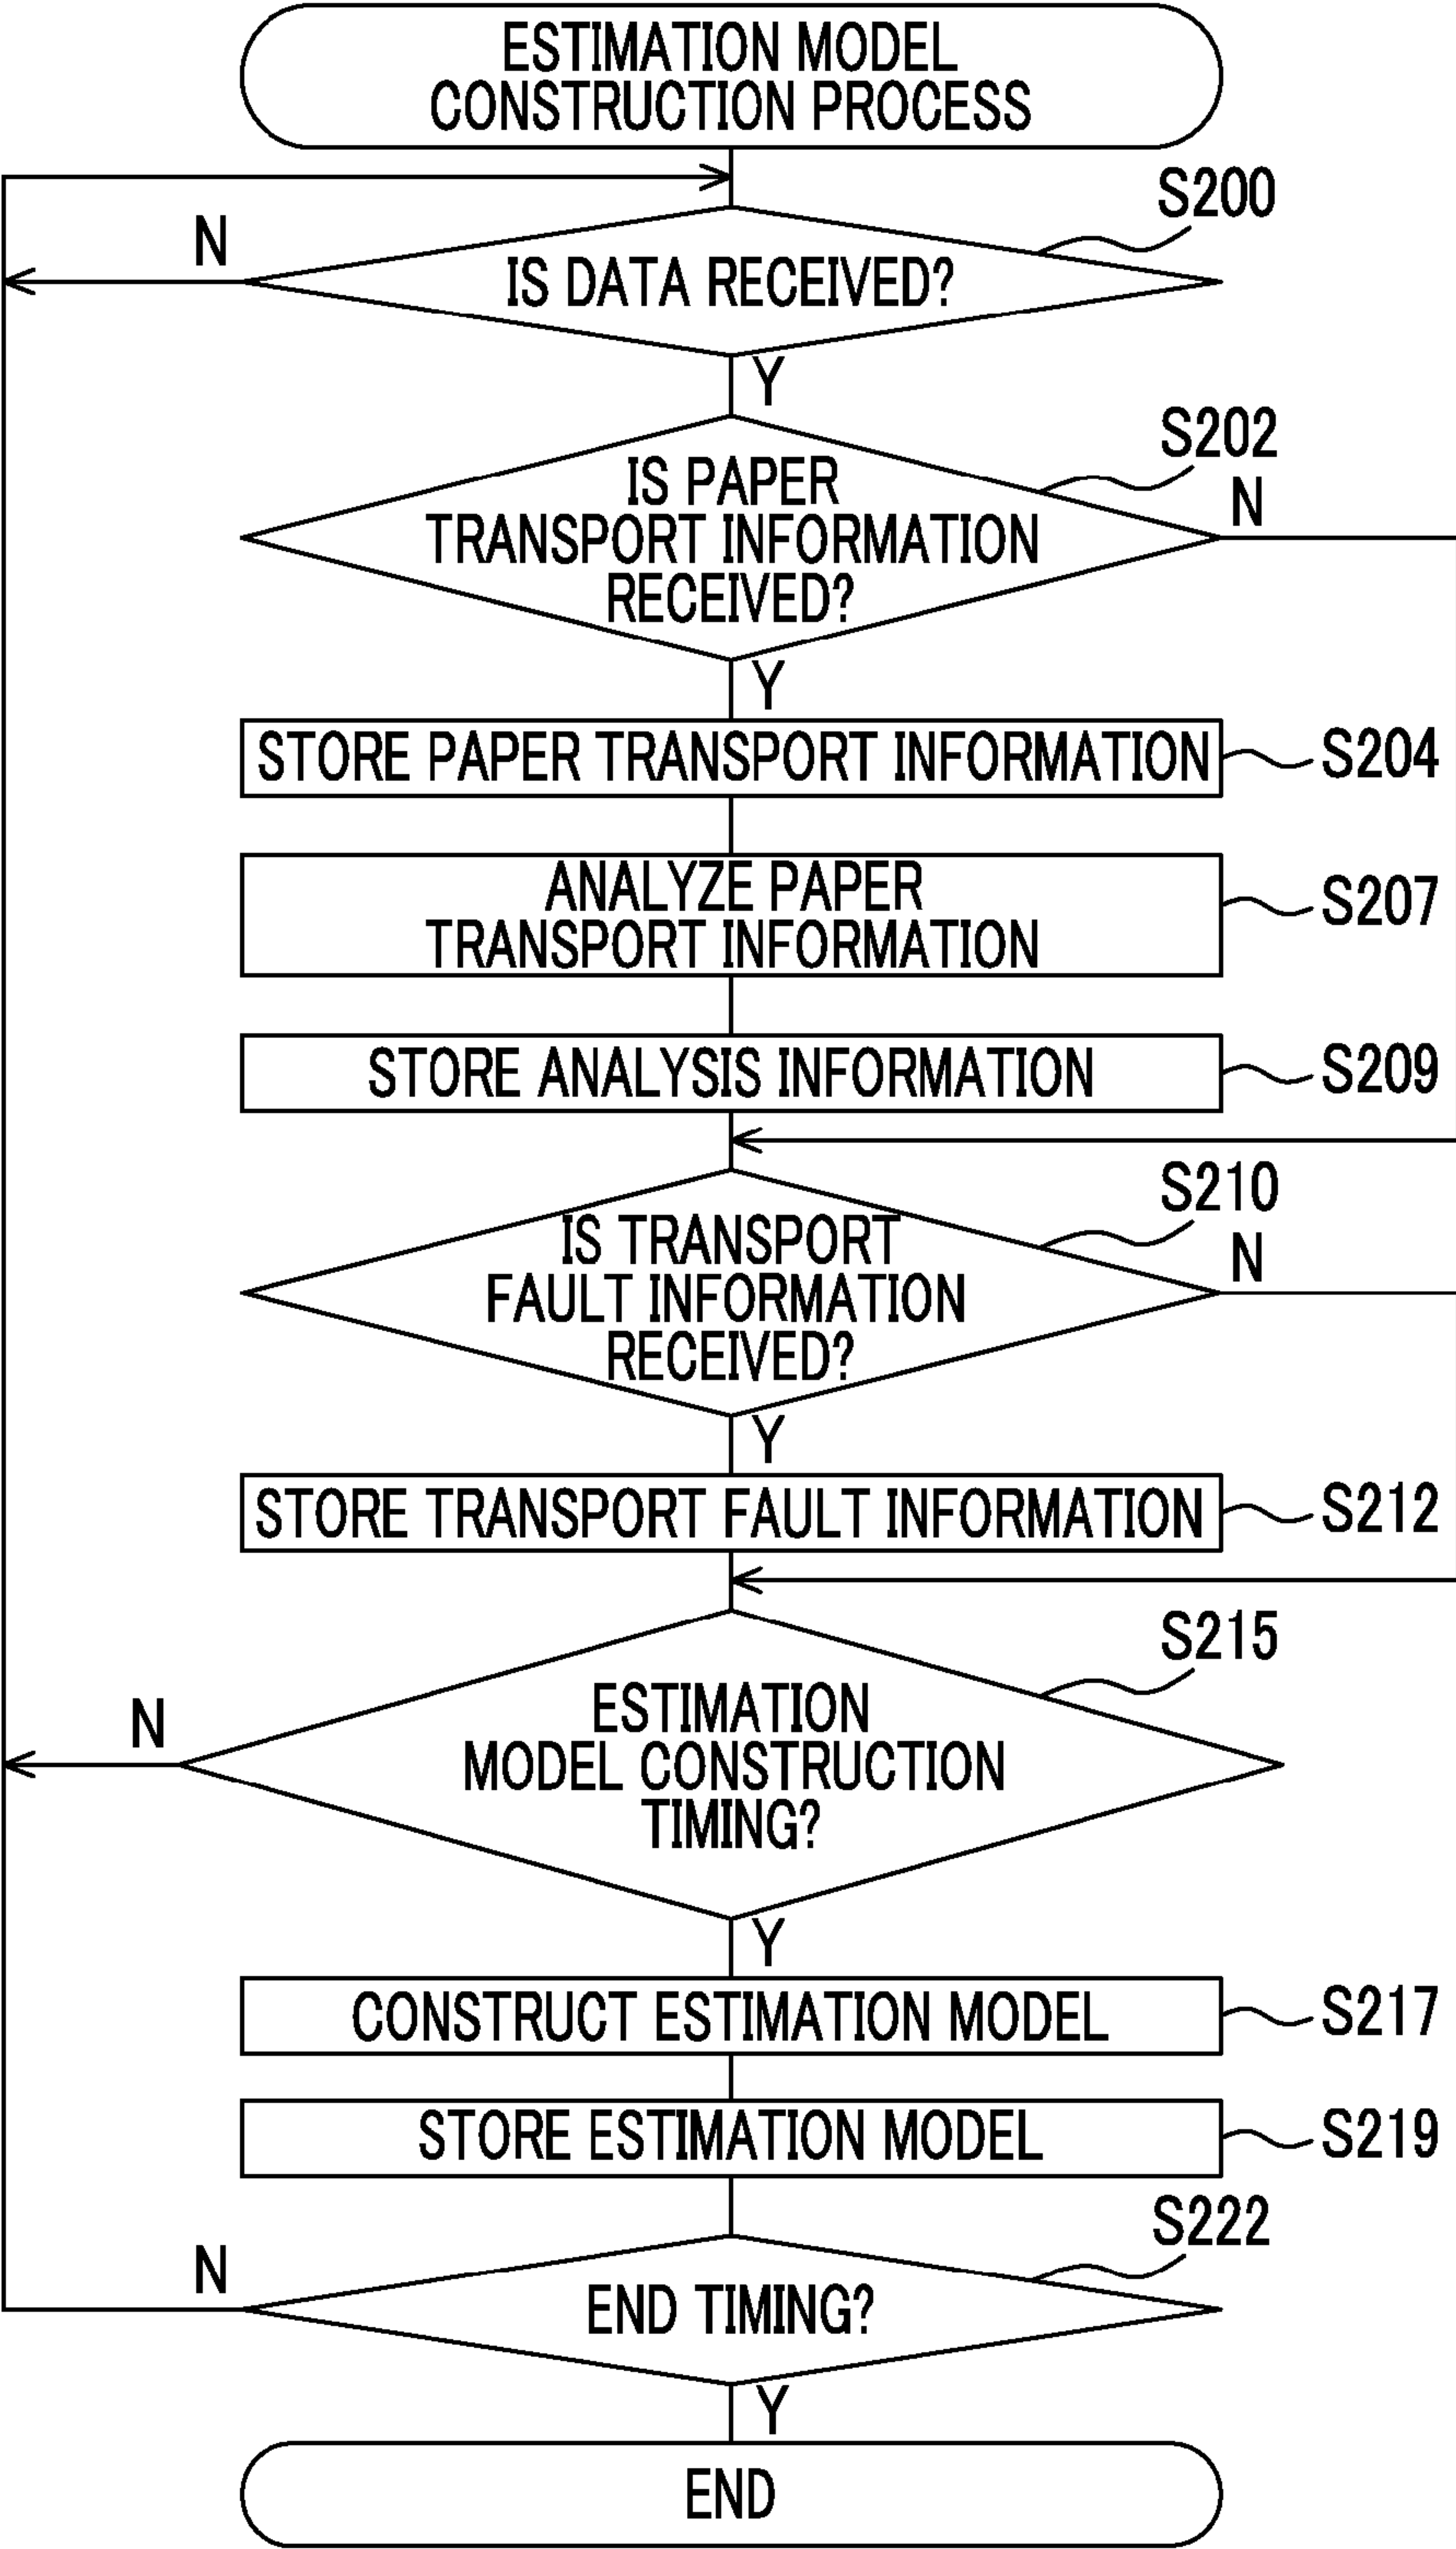 ESTIMATION MODEL
CONSTRUCTION PROCESS
S200
N
IS DATA RECEIVED?
Y
S202
IS PAPER
TRANSPORT INFORMATION
RECEIVED?
N
Y
STORE PAPER TRANSPORT INFORMATION
S204
ANALYZE PAPER
TRANSPORT INFORMATION
S207
STORE ANALYSIS INFORMATION
S209
S210
IS TRANSPORT
FAULT INFORMATION
RECEIVED?
N
Y
STORE TRANSPORT FAULT INFORMATION
S212
S215
N
ESTIMATION
MODEL CONSTRUCTION
TIMING?
Y
CONSTRUCT ESTIMATION MODEL
S217
STORE ESTIMATION MODEL
S219
S222
N
END TIMING?
Y
END